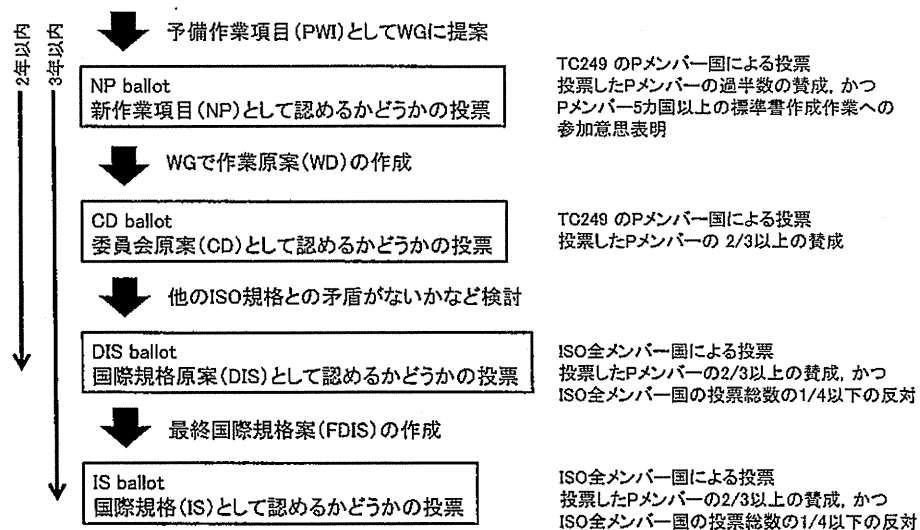 2年以内
3年以内
予備作業項目(PWI)としてWGに提案
NP ballot
新作業項目(NP)として認めるかどうかの投票
TC249 のPメンバー国による投票
投票したPメンバーの過半数の賛成, かつ
Pメンバー5カ国以上の標準書作成作業への
参加意思表明
WGで作業原案(WD)の作成
CD ballot
委員会原案(CD)として認めるかどうかの投票
TC249 のPメンバー国による投票
投票したPメンバーの 2/3以上の賛成
他のISO規格との矛盾がないかなど検討
DIS ballot
国際規格原案(DIS)として認めるかどうかの投票
ISO全メンバー国による投票
投票したPメンバーの2/3以上の賛成, かつ
ISO全メンバー国の投票総数の1/4以下の反対
最終国際規格案(FDIS)の作成
IS ballot
国際規格(IS)として認めるかどうかの投票
ISO全メンバー国による投票
投票したPメンバーの2/3以上の賛成, かつ
ISO全メンバー国の投票総数の1/4以下の反対